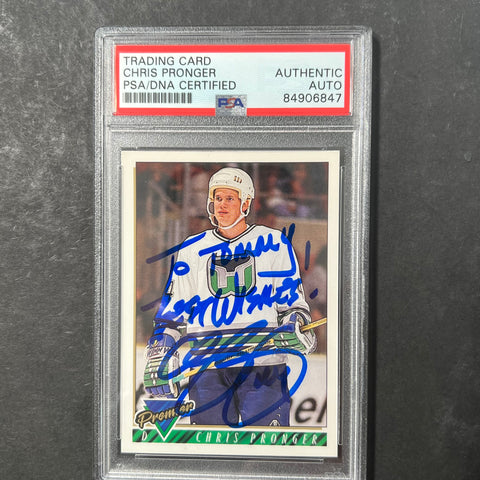 TRADING CARD
CHRIS PRONGER
PSA/DNA CERTIFIED
AUTHENTIC
AUTO
84906847
PSA
To Tommy!
Best Wishes!
Premier
D CHRIS PRONGER